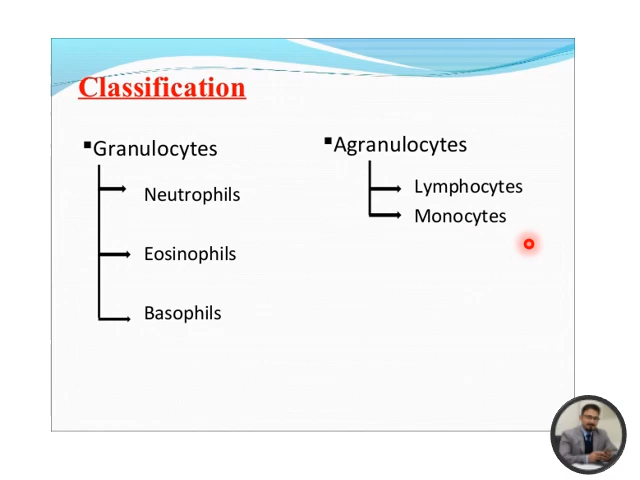 Classification
▪Granulocytes
Neutrophils
Eosinophils
Basophils
▪Agranulocytes
Lymphocytes
Monocytes